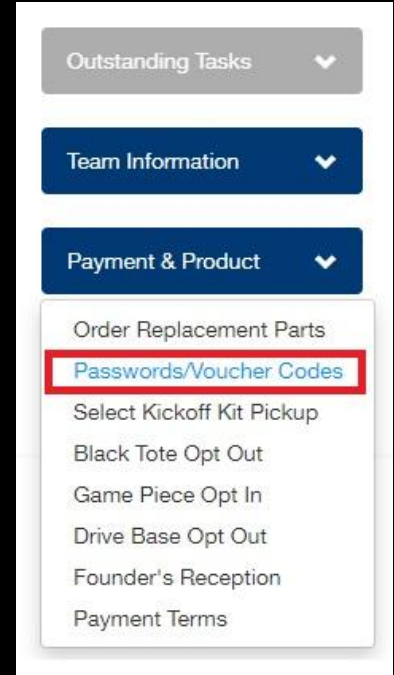 Outstanding Tasks
Team Information
Payment & Product
Order Replacement Parts
Passwords/Voucher Codes
Select Kickoff Kit Pickup
Black Tote Opt Out
Game Piece Opt In
Drive Base Opt Out
Founder's Reception
Payment Terms